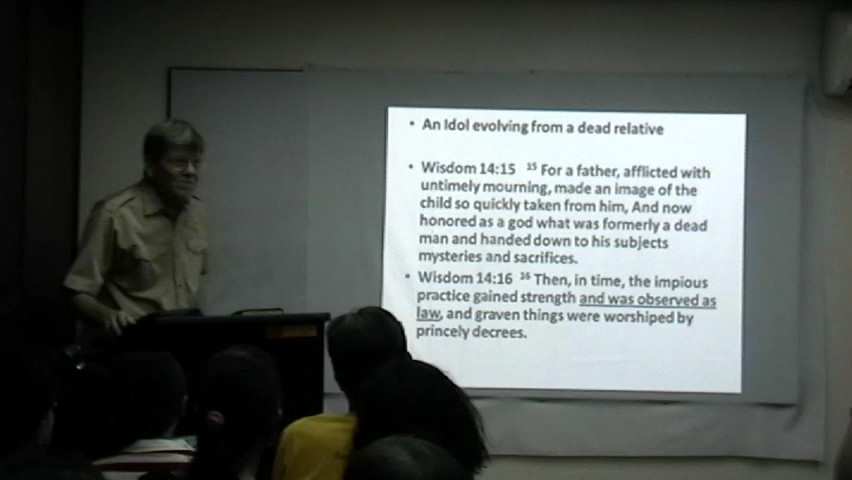 • An Idol evolving from a dead relative
• Wisdom 14:15 15 For a father, afflicted with
untimely mourning, made an image of the
child so quickly taken from him, And now
honored as a god what was formerly a dead
man and handed down to his subjects
mysteries and sacrifices.
• Wisdom 14:16 16 Then, in time, the impious
practice gained strength and was observed as
law, and graven things were worshiped by
princely decrees.